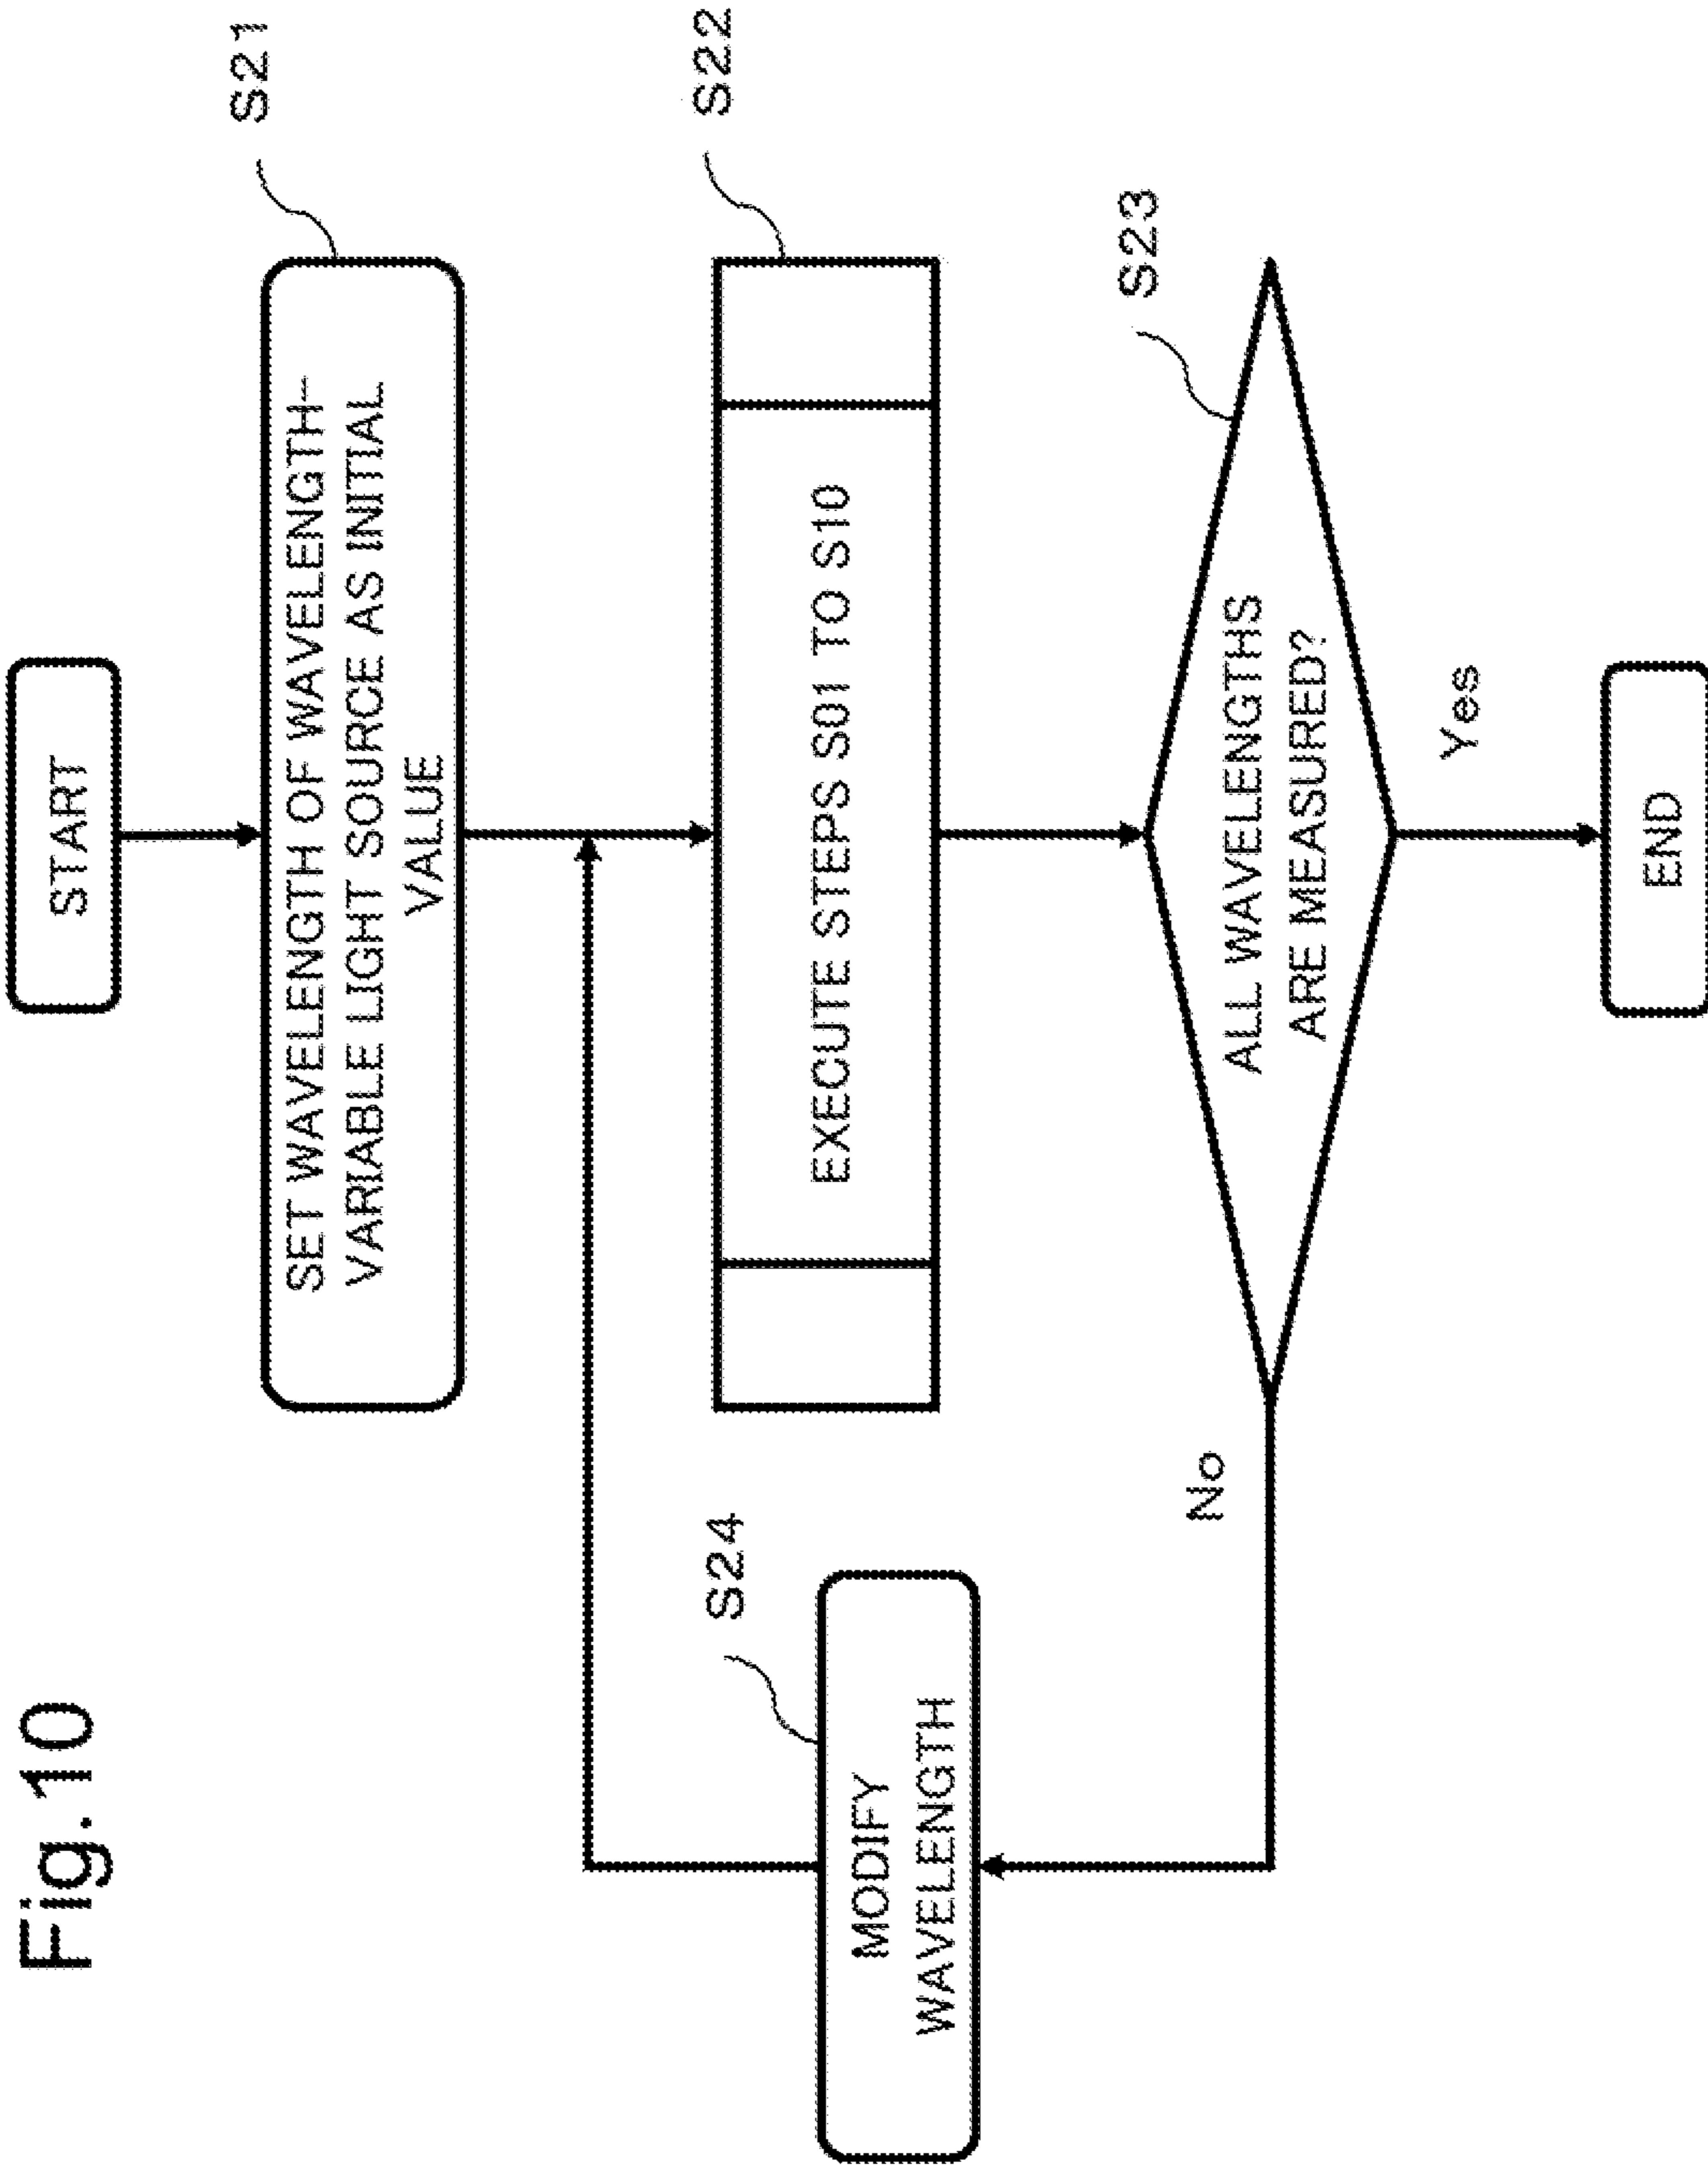 Fig.10
START
SET WAVELENGTH OF WAVELENGTH-
VARIABLE LIGHT SOURCE AS INITIAL
VALUE
S21
EXECUTE STEPS S01 TO S10
S22
ALL WAVELENGTHS
ARE MEASURED?
S23
No
Yes
MODIFY
WAVELENGTH
S24
END